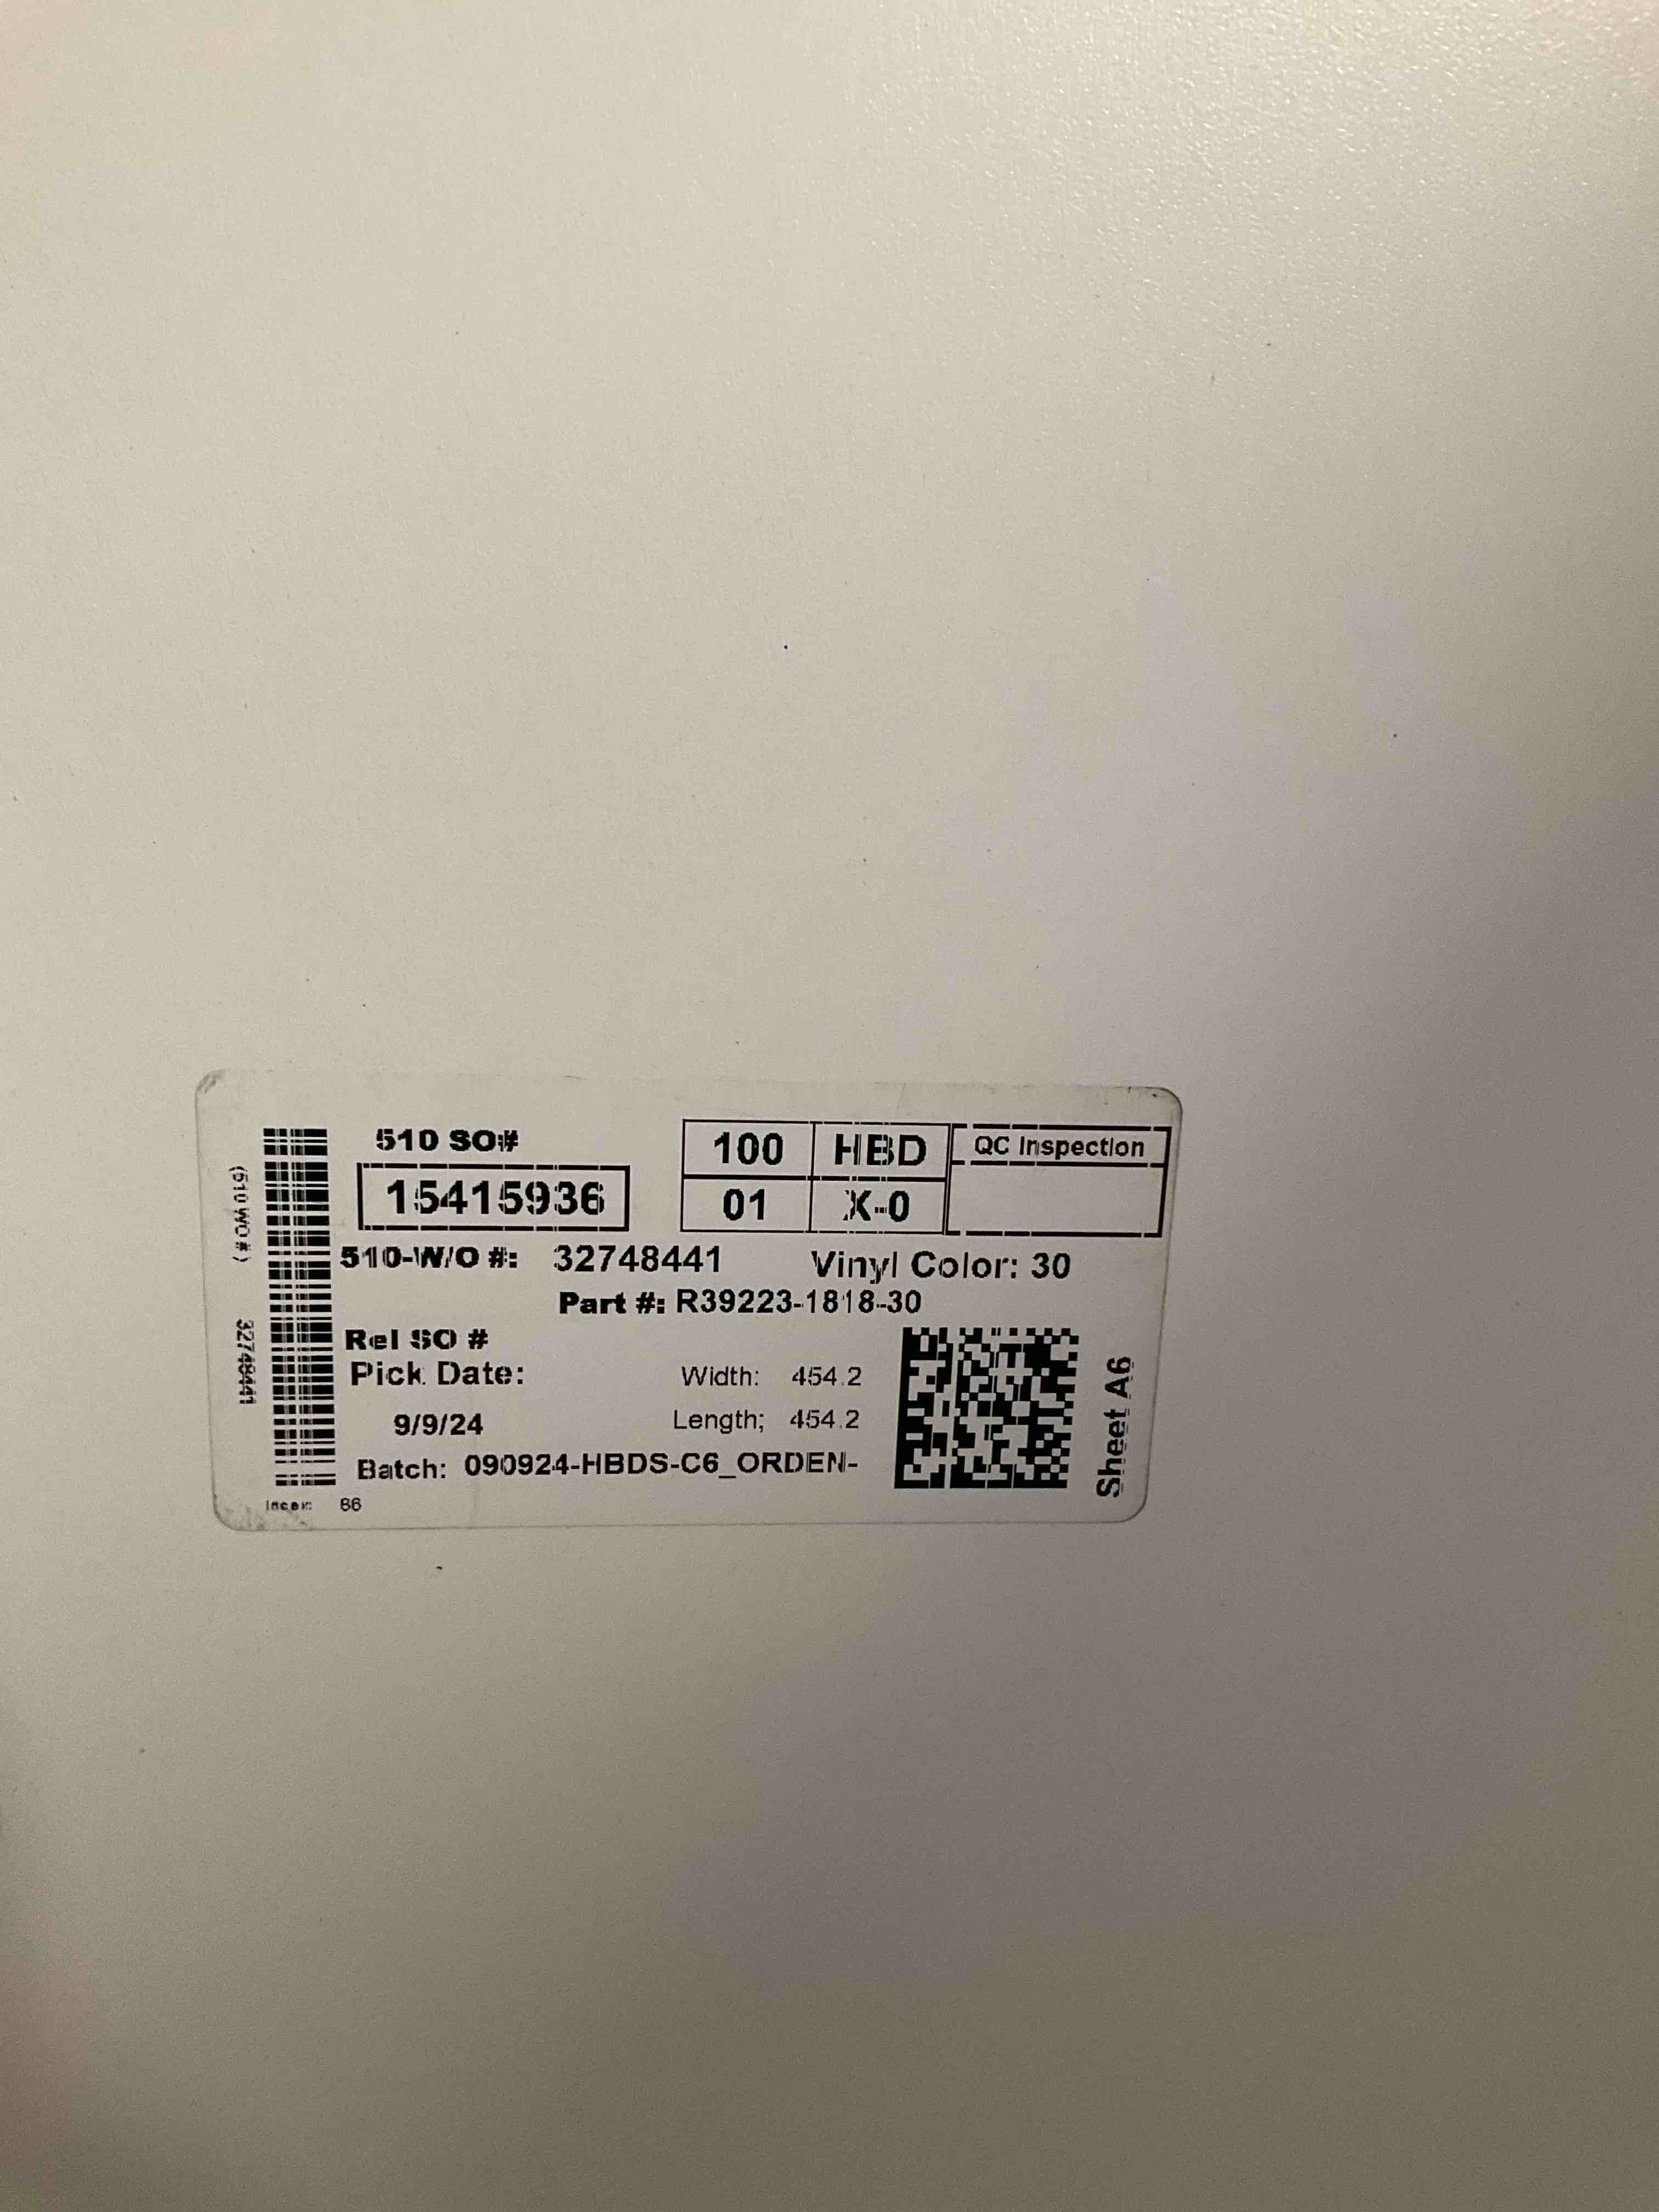 510 SO#
15415936
100 HBD
01 X-0
QC Inspection
510-W/O #: 32748441 Vinyl Color: 30
Part #: R39223-1818-30
Rel SO #
Pick Date:
9/9/24
Width: 454.2
Length: 454.2
Batch: 090924-HBDS-C6_ORDEN-
86
(510 WO#) 32748441
Sheet A6